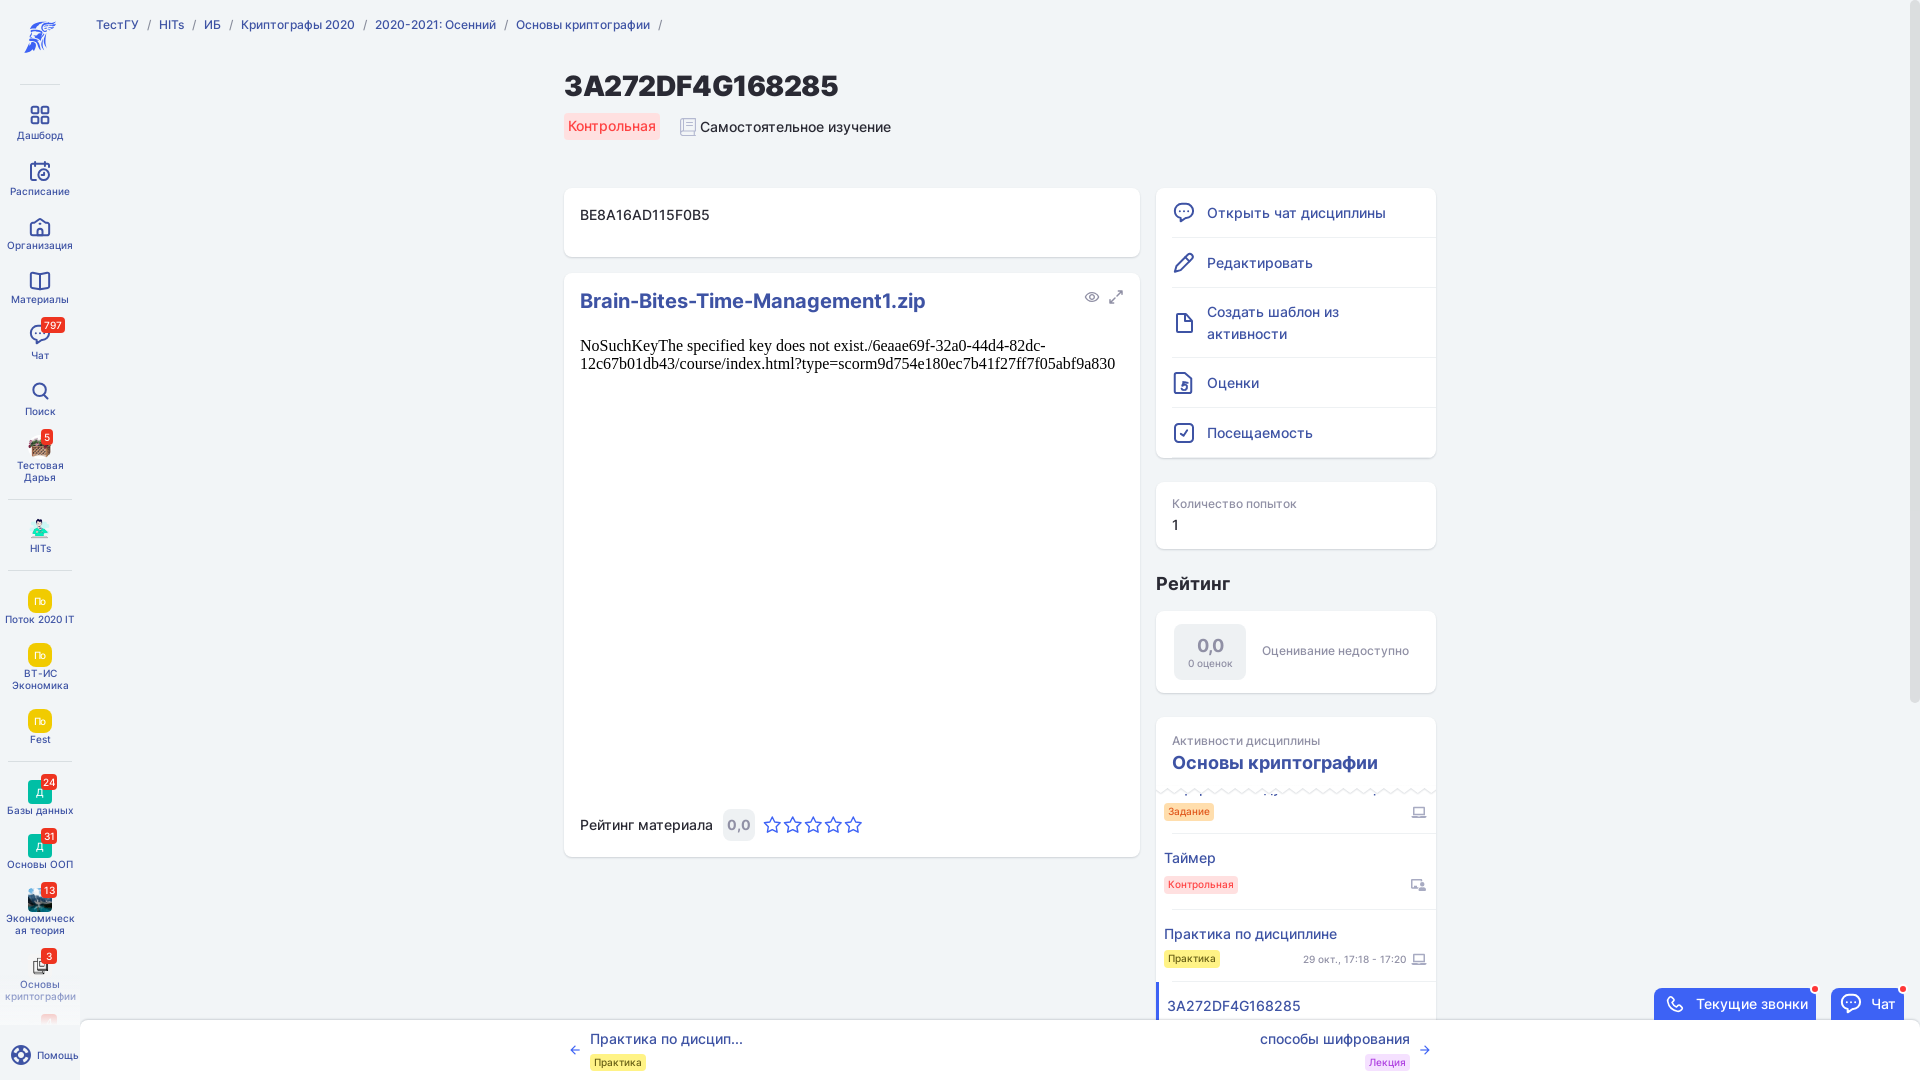 ТестГУ / HITs / ИБ / Криптографы 2020 / 2020-2021: Осенний / Основы криптографии /
Дашборд
Расписание
Организация
Материалы
797
Чат
Поиск
5
Тестовая
Дарья
HITs
По
Поток 2020 IT
По
ВТ-ИС
Экономика
По
Fest
24
Д
Базы данных
31
Д
Основы ООП
13
Экономическ
ая теория
3
Основы
криптографии
Помощь
3A272DF4G168285
Контрольная
Самостоятельное изучение
BE8A16AD115F0B5
Brain-Bites-Time-Management1.zip
NoSuchKeyThe specified key does not exist./6eaae69f-32a0-44d4-82dc-
12c67b01db43/course/index.html?type=scorm9d754e180ec7b41f27ff7f05abf9a830
Рейтинг материала 0,0
Открыть чат дисциплины
Редактировать
Создать шаблон из
активности
Оценки
Посещаемость
Количество попыток
1
Рейтинг
0,0
0 оценок
Оценивание недоступно
Активности дисциплины
Основы криптографии
Задание
Таймер
Контрольная
Практика по дисциплине
Практика
29 окт., 17:18 - 17:20
3A272DF4G168285
Текущие звонки
Чат
Практика по дисцип...
Практика
способы шифрования
Лекция